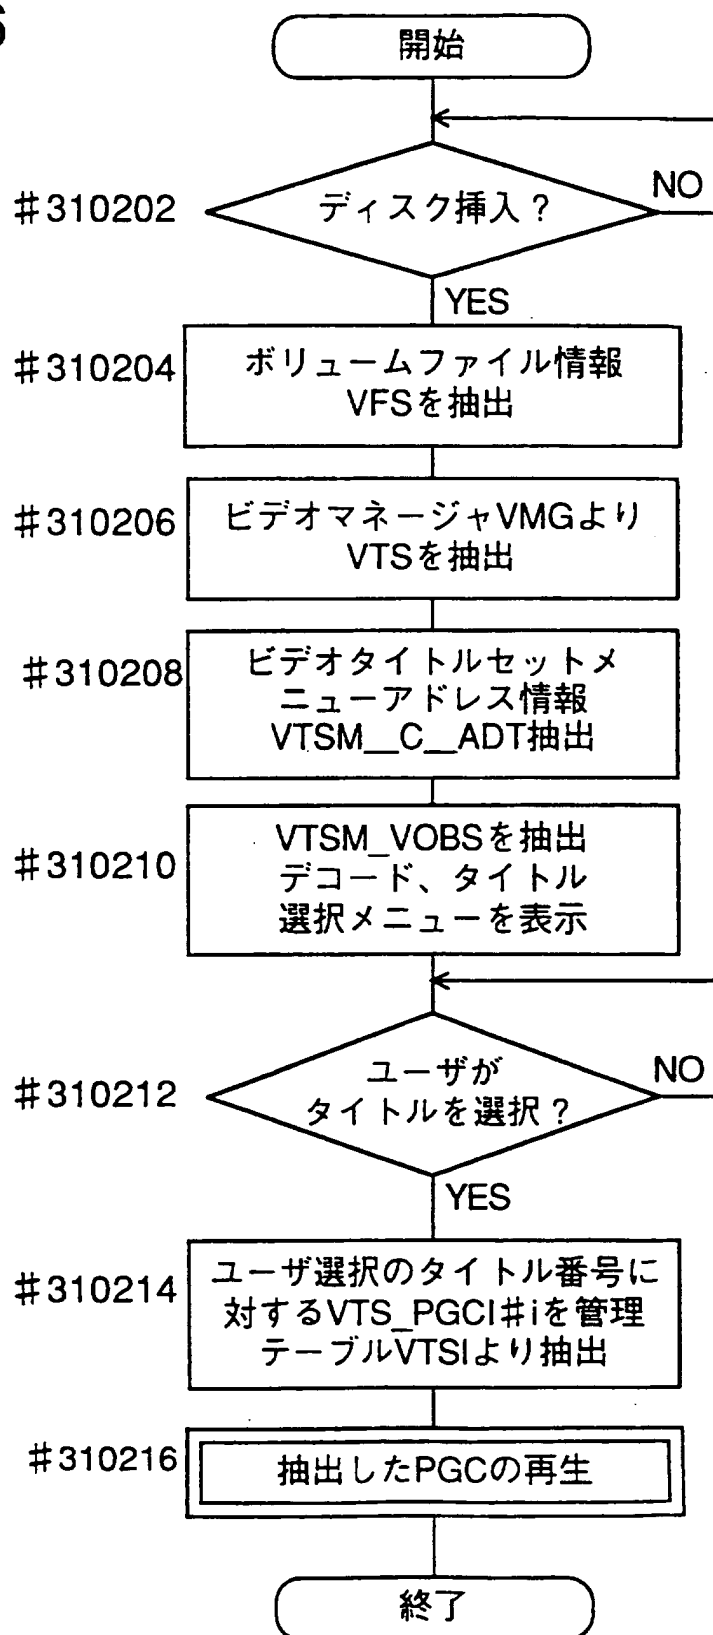 開始
#310202
ディスク挿入?
NO
YES
#310204
ボリュームファイル情報
VFSを抽出
#310206
ビデオマネージャVMGより
VTSを抽出
#310208
ビデオタイトルセットメ
ニューアドレス情報
VTSM__C__ADT抽出
#310210
VTSM_VOBSを抽出
デコード、タイトル
選択メニューを表示
#310212
ユーザが
タイトルを選択?
NO
YES
#310214
ユーザ選択のタイトル番号に
対するVTS_PGCI#iを管理
テーブルVTSIより抽出
#310216
抽出したPGCの再生
終了